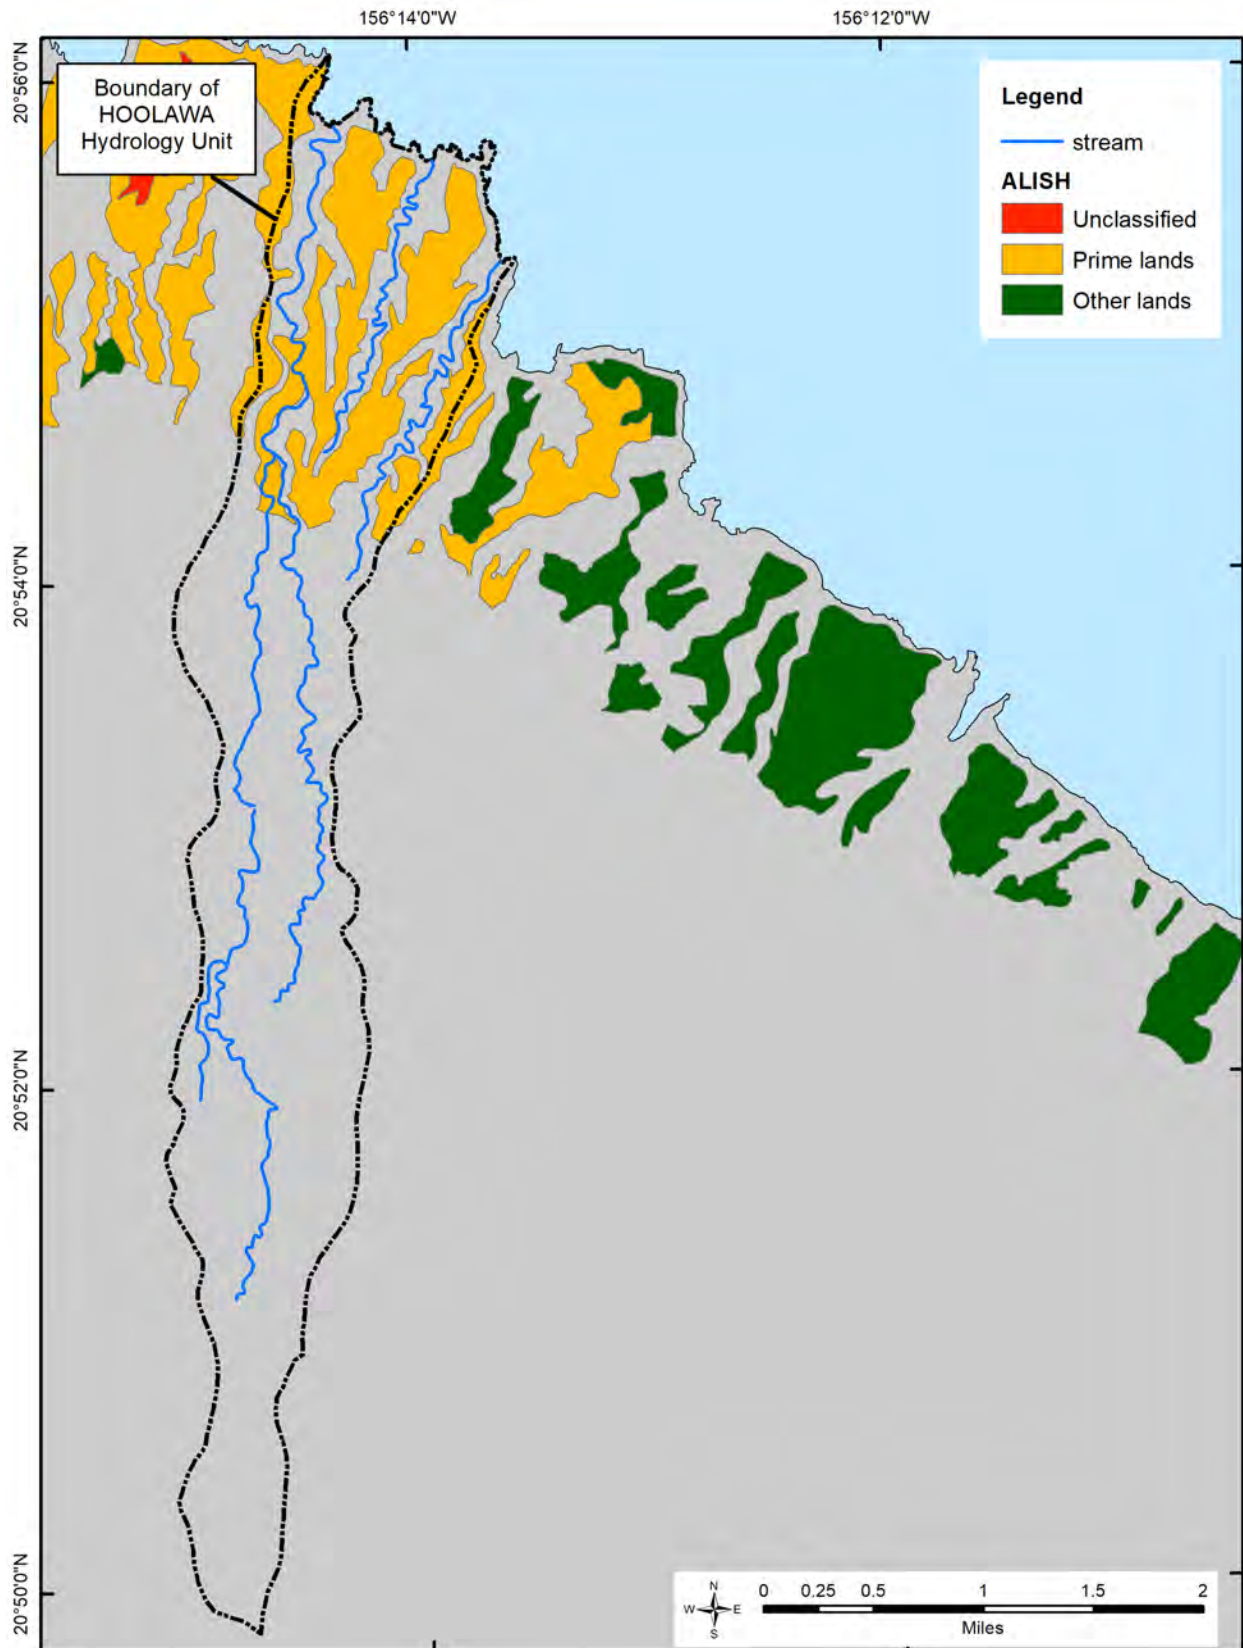 156°14'0"W
156°12'0"W
20°56'0"N
20°54'0"N
20°52'0"N
20°50'0"N
Boundary of
HOOLAWA
Hydrology Unit
Legend
stream
ALISH
Unclassified
Prime lands
Other lands
N
W E
S
0 0.25 0.5 1 1.5 2
Miles